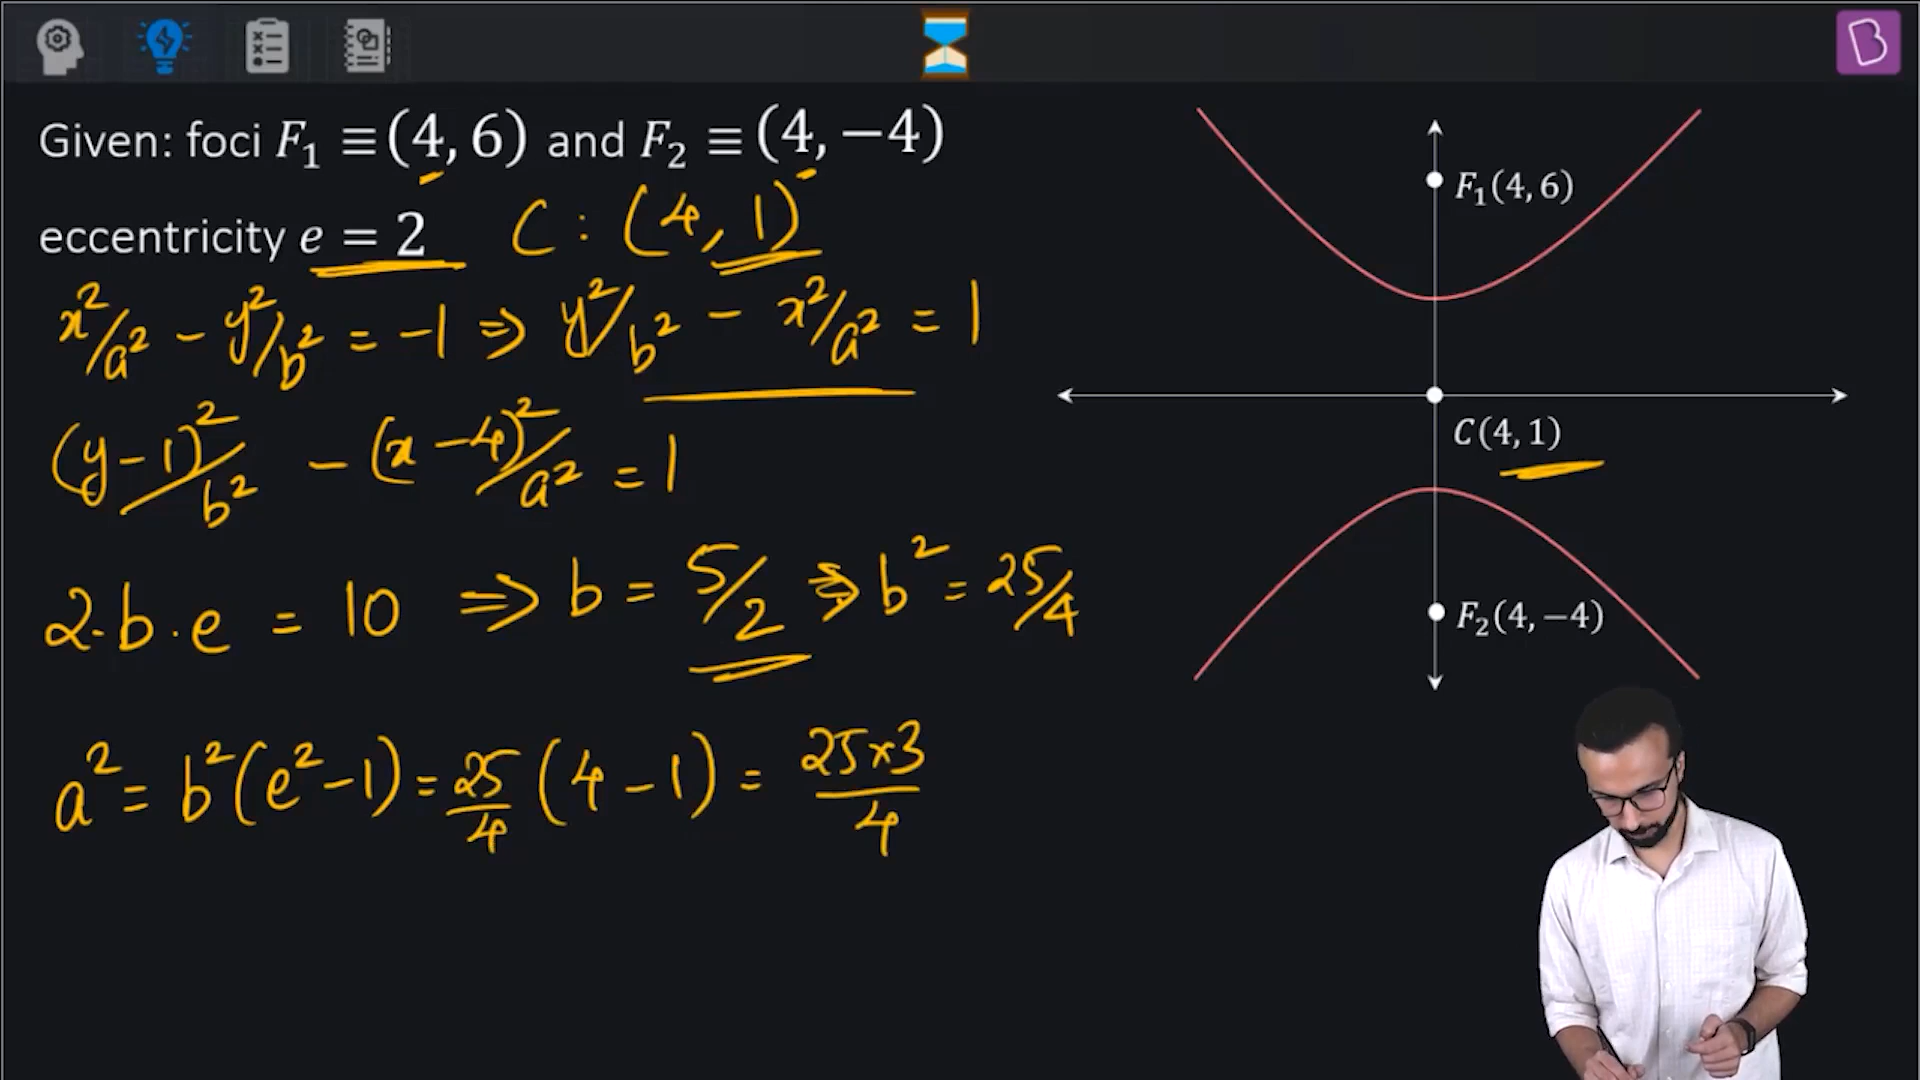 Given: foci F₁ ≡ (4, 6) and F₂ ≡ (4, −4)
eccentricity e = 2 C : (4, 1)
x²/a² − y²/b² = −1 ⇒ y²/b² − x²/a² = 1
(y−1)²/b² − (x−4)²/a² = 1
2.b.e = 10 ⇒ b = 5/2 ⇒ b² = 25/4
a² = b²(e²−1) = 25/4 (4−1) = 25×3/4
F₁(4, 6)
C(4, 1)
F₂(4, −4)
B